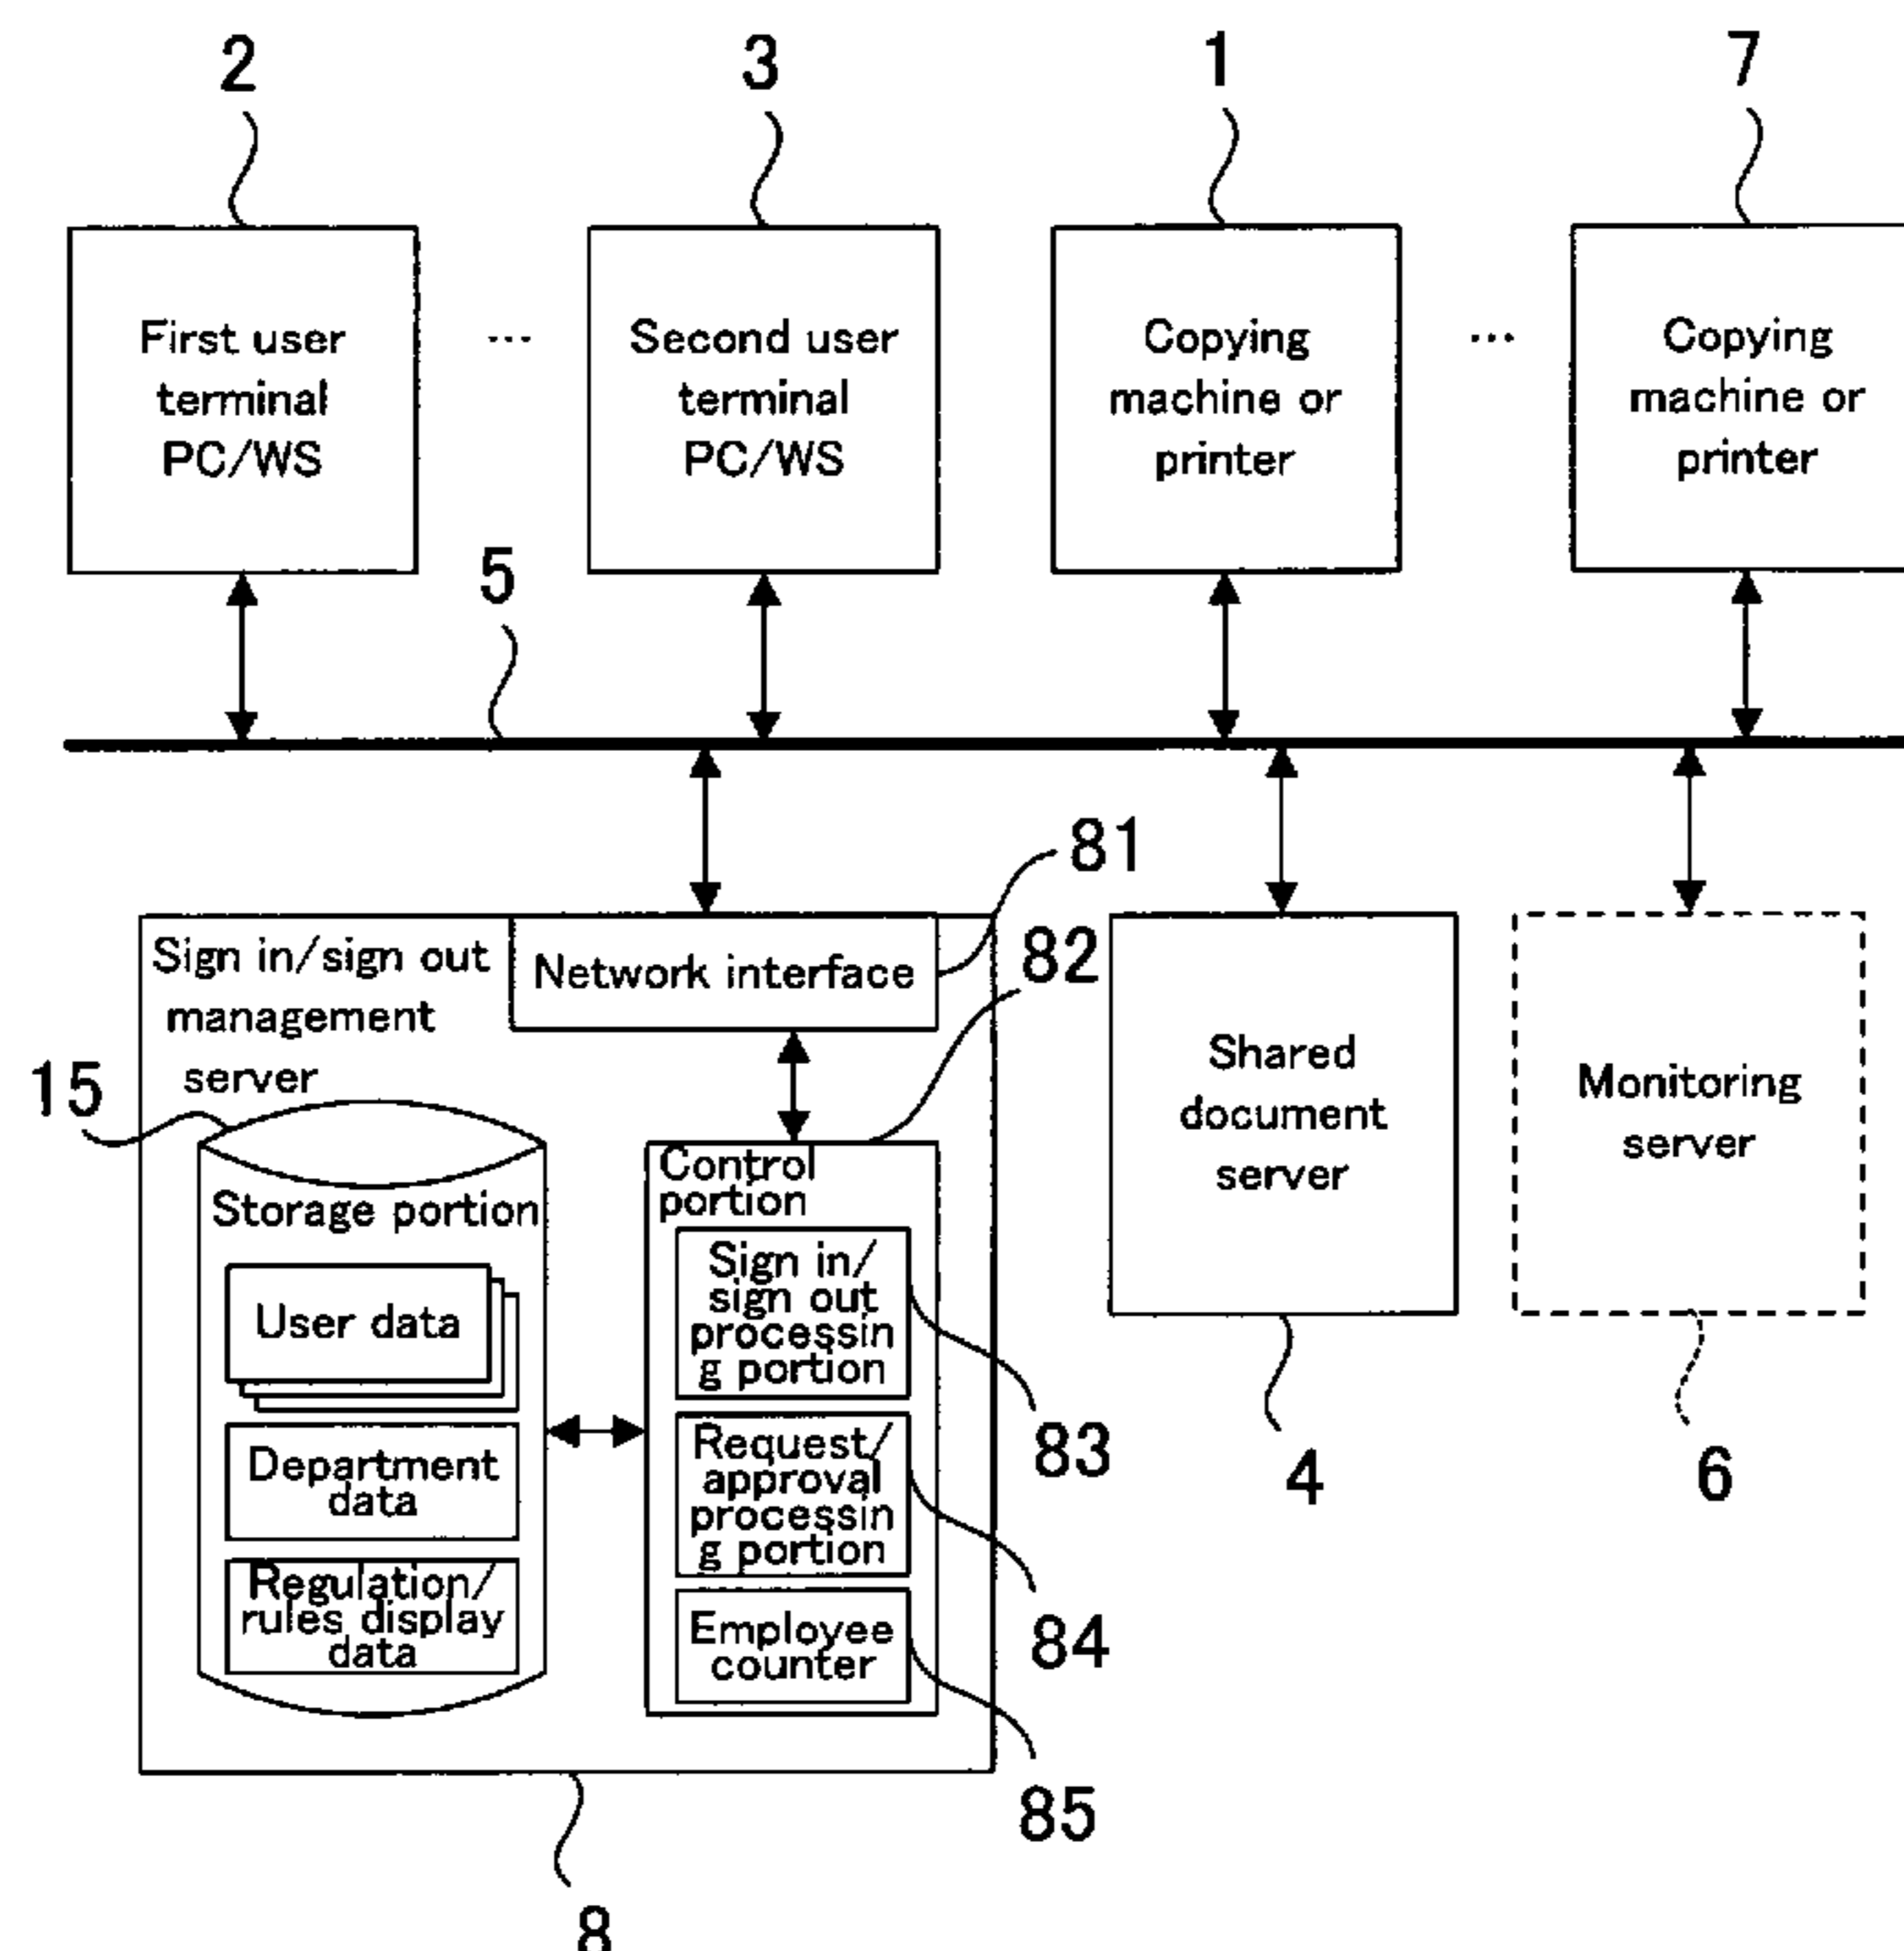 2
3
1
7
First user
terminal
PC/WS
...
Second user
terminal
PC/WS
Copying
machine or
printer
...
Copying
machine or
printer
5
81
82
Sign in/sign out
management
server
Network interface
15
Storage portion
User data
Department
data
Regulation/
rules display
data
Control
portion
Sign in/
sign out
processin
g portion
Request/
approval
processin
g portion
Employee
counter
83
84
85
8
Shared
document
server
4
Monitoring
server
6